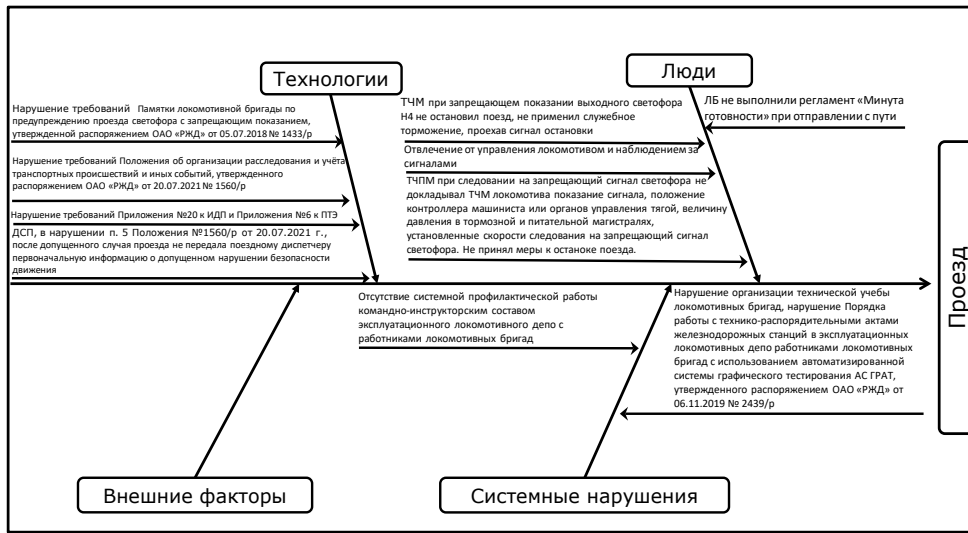 Технологии
Люди
Нарушение требований Памятки локомотивной бригады по
предупреждению проезда светофора с запрещающим показанием,
утвержденной распоряжением ОАО «РЖД» от 05.07.2018 № 1433/р
Нарушение требований Положения об организации расследования и учёта
транспортных происшествий и иных событий, утвержденного
распоряжением ОАО «РЖД» от 20.07.2021 № 1560/р
Нарушение требований Приложения №20 к ИДП и Приложения №6 к ПТЭ
ДСП, в нарушении п. 5 Положения №1560/р от 20.07.2021 г.,
после допущенного случая проезда не передала поездному диспетчеру
первоначальную информацию о допущенном нарушении безопасности
движения
ТЧМ при запрещающем показании выходного светофора
Н4 не остановил поезд, не применил служебное
торможение, проехав сигнал остановки
Отвлечение от управления локомотивом и наблюдением за
сигналами
ТЧПМ при следовании на запрещающий сигнал светофора не
докладывал ТЧМ локомотива показание сигнала, положение
контроллера машиниста или органов управления тягой, величину
давления в тормозной и питательной магистралях,
установленные скорости следования на запрещающий сигнал
светофора. Не принял меры к остановке поезда.
ЛБ не выполнили регламент «Минута
готовности» при отправлении с пути
Проезд
Отсутствие системной профилактической работы
командно-инструкторским составом
эксплуатационного локомотивного депо с
работниками локомотивных бригад
Нарушение организации технической учебы
локомотивных бригад, нарушение Порядка
работы с технико-распорядительными актами
железнодорожных станций в эксплуатационных
локомотивных депо работниками локомотивных
бригад с использованием автоматизированной
системы графического тестирования АС ГРАТ,
утвержденного распоряжением ОАО «РЖД» от
06.11.2019 № 2439/р
Внешние факторы
Системные нарушения